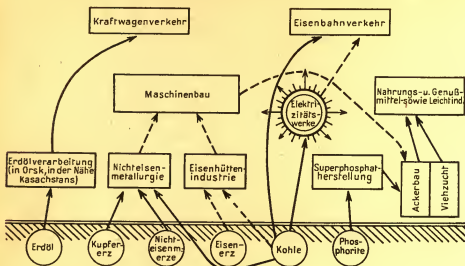 Kraftwagenverkehr
Eisenbahnverkehr
Maschinenbau
Elektri-
zitäts-
werke
Nahrungs-u. Genuß-
mittel-sowie Leichtind.
Erdölverarbeitung
(in Orsk, in der Nähe
Kasachstans)
Nichteisen-
metallurgie
Eisenhütten-
industrie
Superphosphat-
herstellung
Ackerbau
Viehzucht
Erdöl
Kupfer-
erz
Nicht-
eisenm.
erze
Eisen-
erz
Kohle
Phos-
phorite